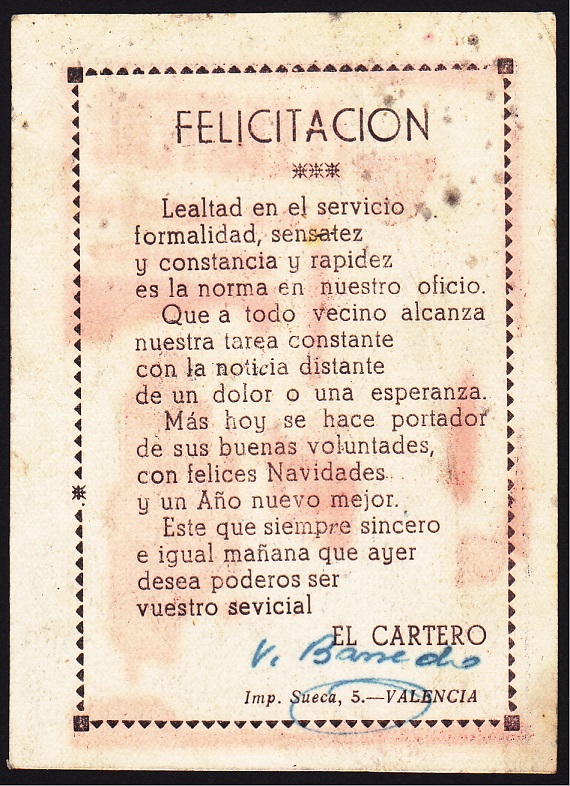 FELICITACION
***
Lealtad en el servicio
formalidad, sensatez
y constancia y rapidez
es la norma en nuestro oficio.
Que a todo vecino alcanza
nuestra tarea constante
con la noticia distante
de un dolor o una esperanza.
Más hoy se hace portador
de sus buenas voluntades,
con felices Navidades
y un Año nuevo mejor.
Este que siempre sincero
e igual mañana que ayer
desea poderos ser
vuestro sevicial
EL CARTERO
V. 
Imp. Sueca, 5.—VALENCIA